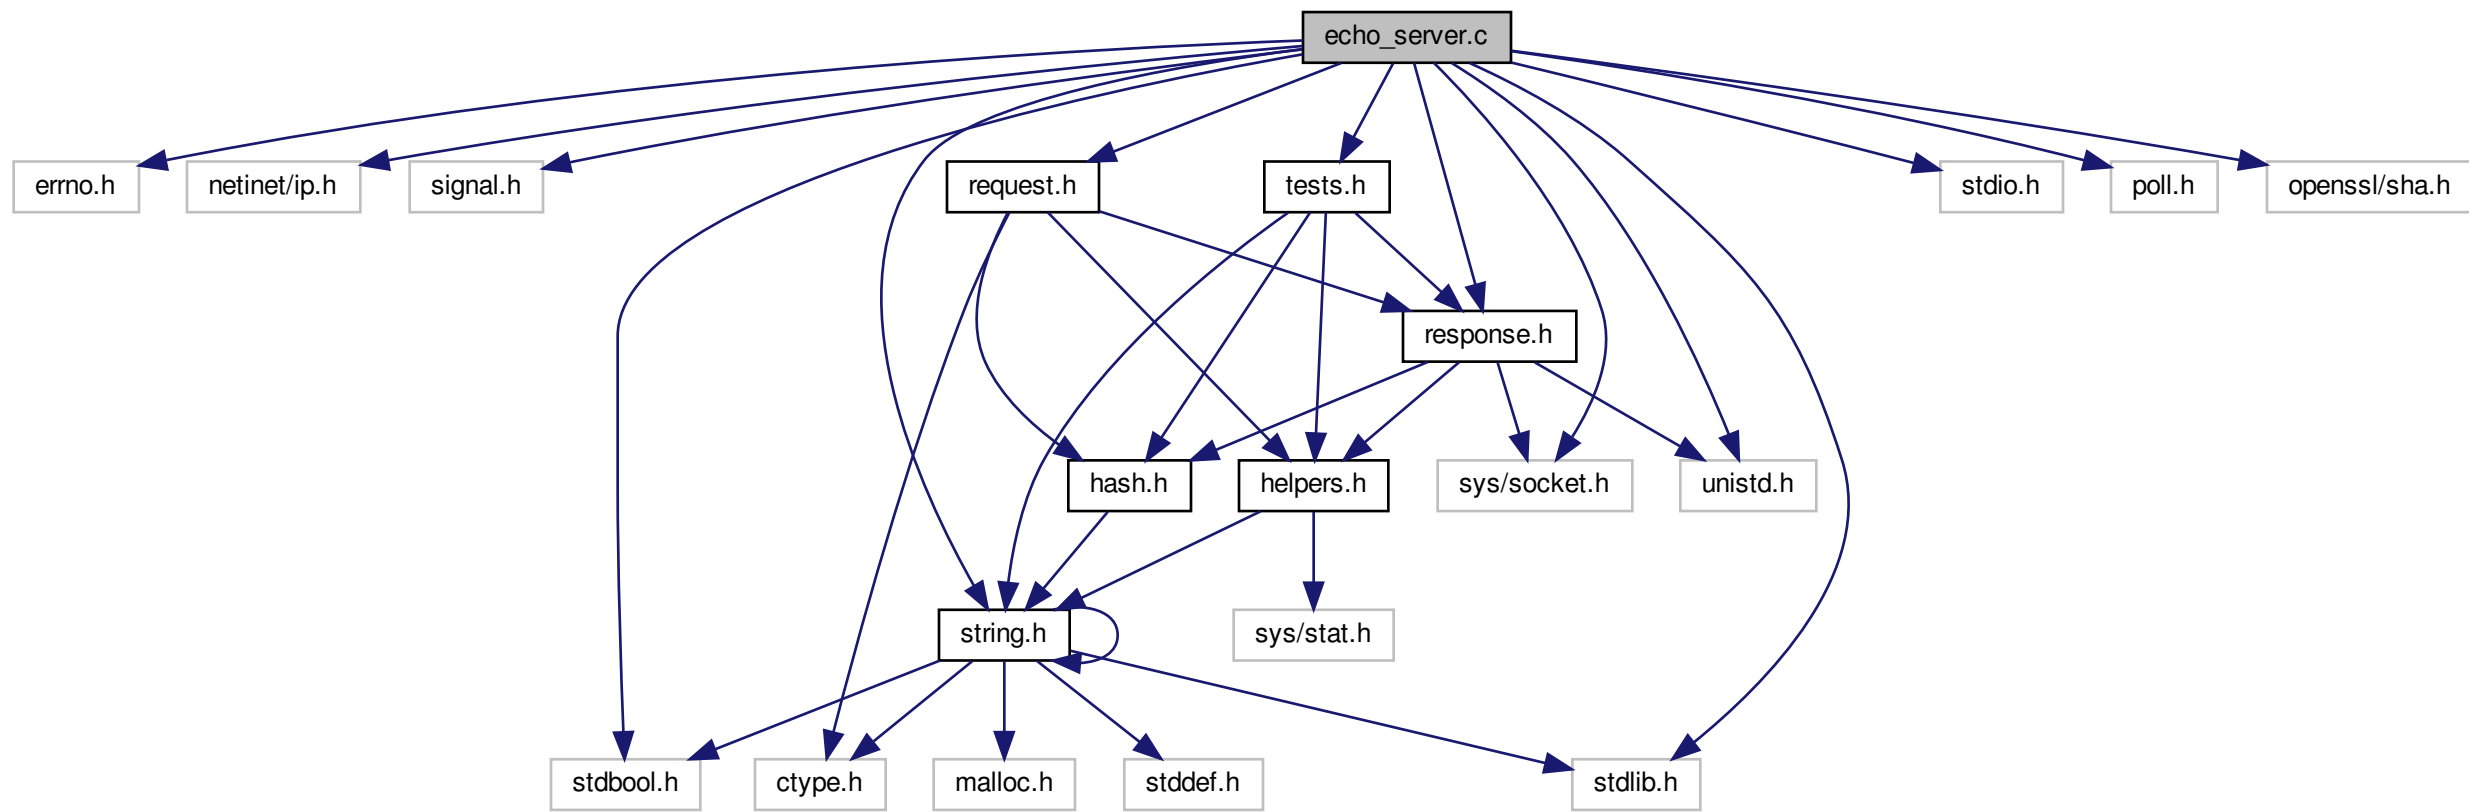 echo_server.c
errno.h
netinet/ip.h
signal.h
request.h
tests.h
stdio.h
poll.h
openssl/sha.h
response.h
hash.h
helpers.h
sys/socket.h
unistd.h
string.h
sys/stat.h
stdbool.h
ctype.h
malloc.h
stddef.h
stdlib.h